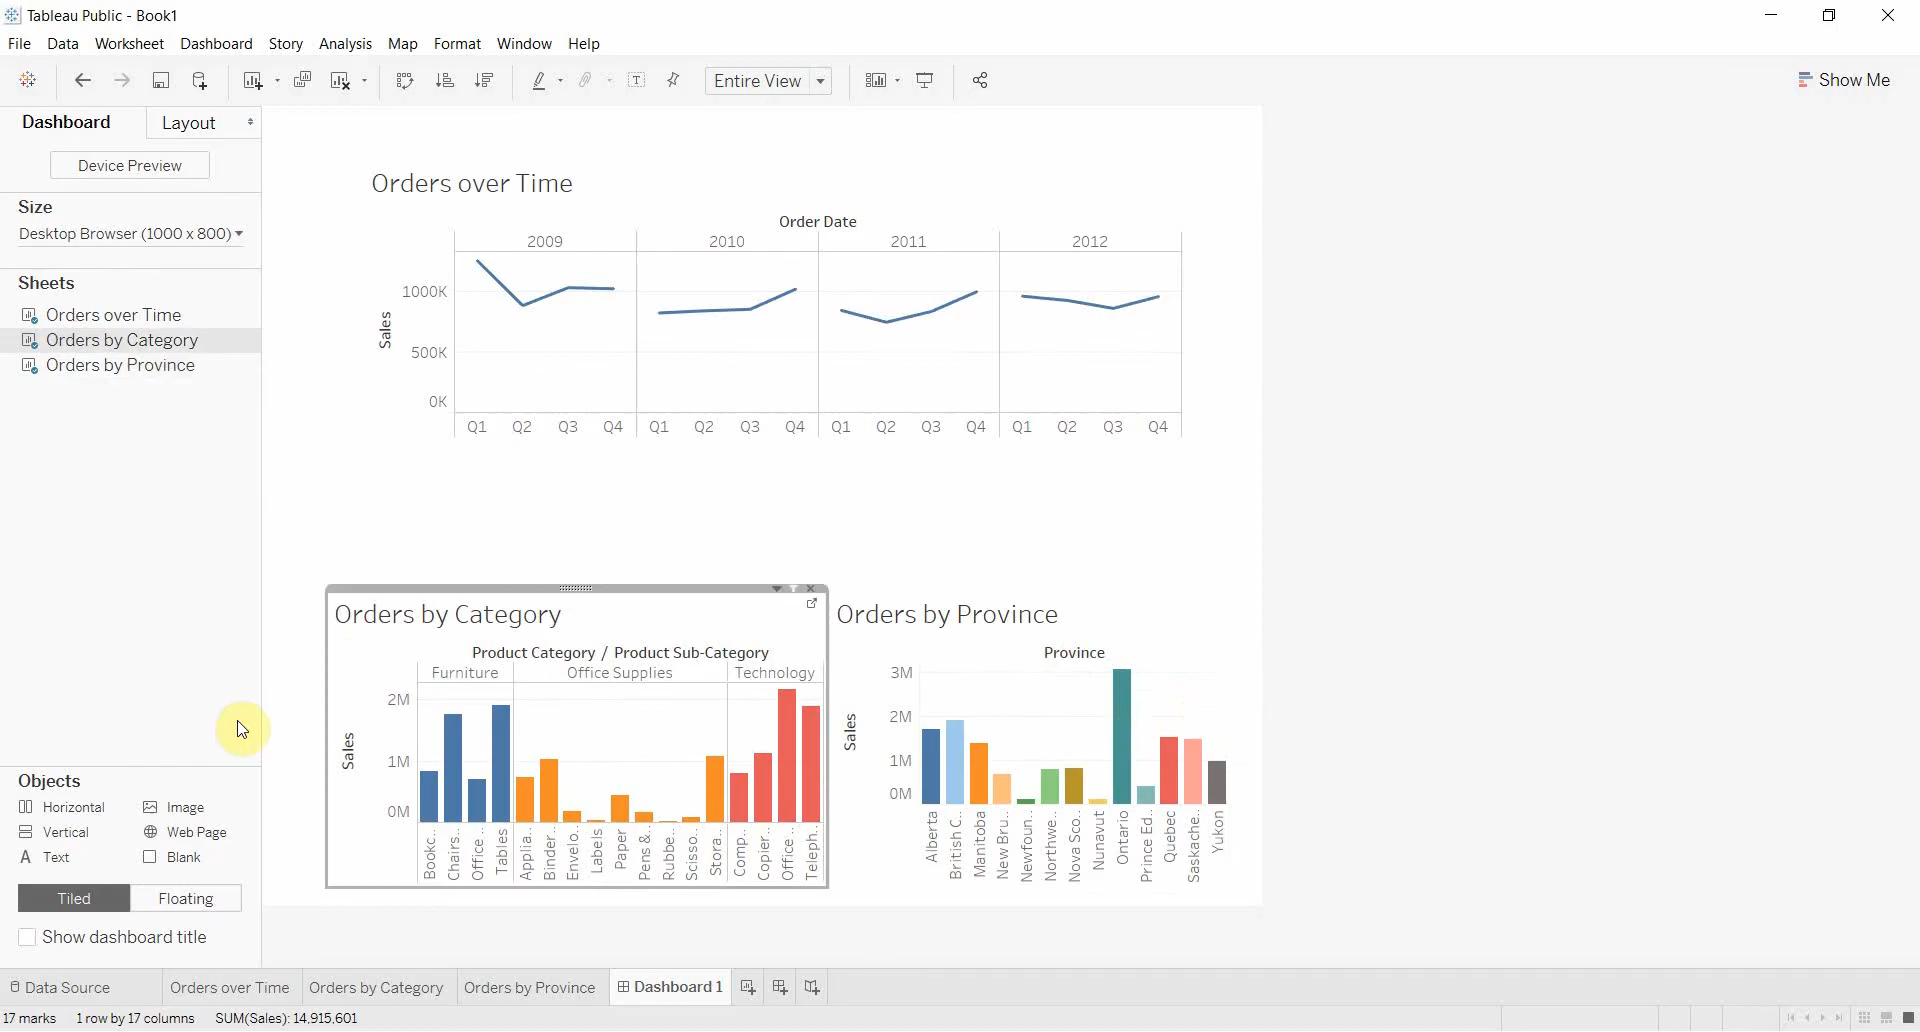 Tableau Public - Book1
File Data Worksheet Dashboard Story Analysis Map Format Window Help
Entire View
Show Me
Dashboard Layout
Device Preview
Size
Desktop Browser (1000 x 800)
Sheets
Orders over Time
Orders by Category
Orders by Province
Objects
Horizontal Image
Vertical Web Page
A Text Blank
Tiled Floating
Show dashboard title
Orders over Time
Order Date
2009 2010 2011 2012
Sales
1000K
500K
0K
Q1 Q2 Q3 Q4 Q1 Q2 Q3 Q4 Q1 Q2 Q3 Q4 Q1 Q2 Q3 Q4
Orders by Category
Product Category / Product Sub-Category
Furniture Office Supplies Technology
Sales
2M
1M
0M
Bookc..
Chairs..
Office ..
Tables
Applia..
Binder..
Envelo..
Labels
Paper
Pens &..
Rubbe..
Scisso..
Stora..
Comp..
Copier..
Office ..
Teleph..
Orders by Province
Province
Sales
3M
2M
1M
0M
Alberta
British C..
Manitoba
New Bru..
Newfoun..
Northwe..
Nova Sco..
Nunavut
Ontario
Prince Ed..
Quebec
Saskache..
Yukon
Data Source Orders over Time Orders by Category Orders by Province Dashboard 1
17 marks 1 row by 17 columns SUM(Sales): 14,915,601